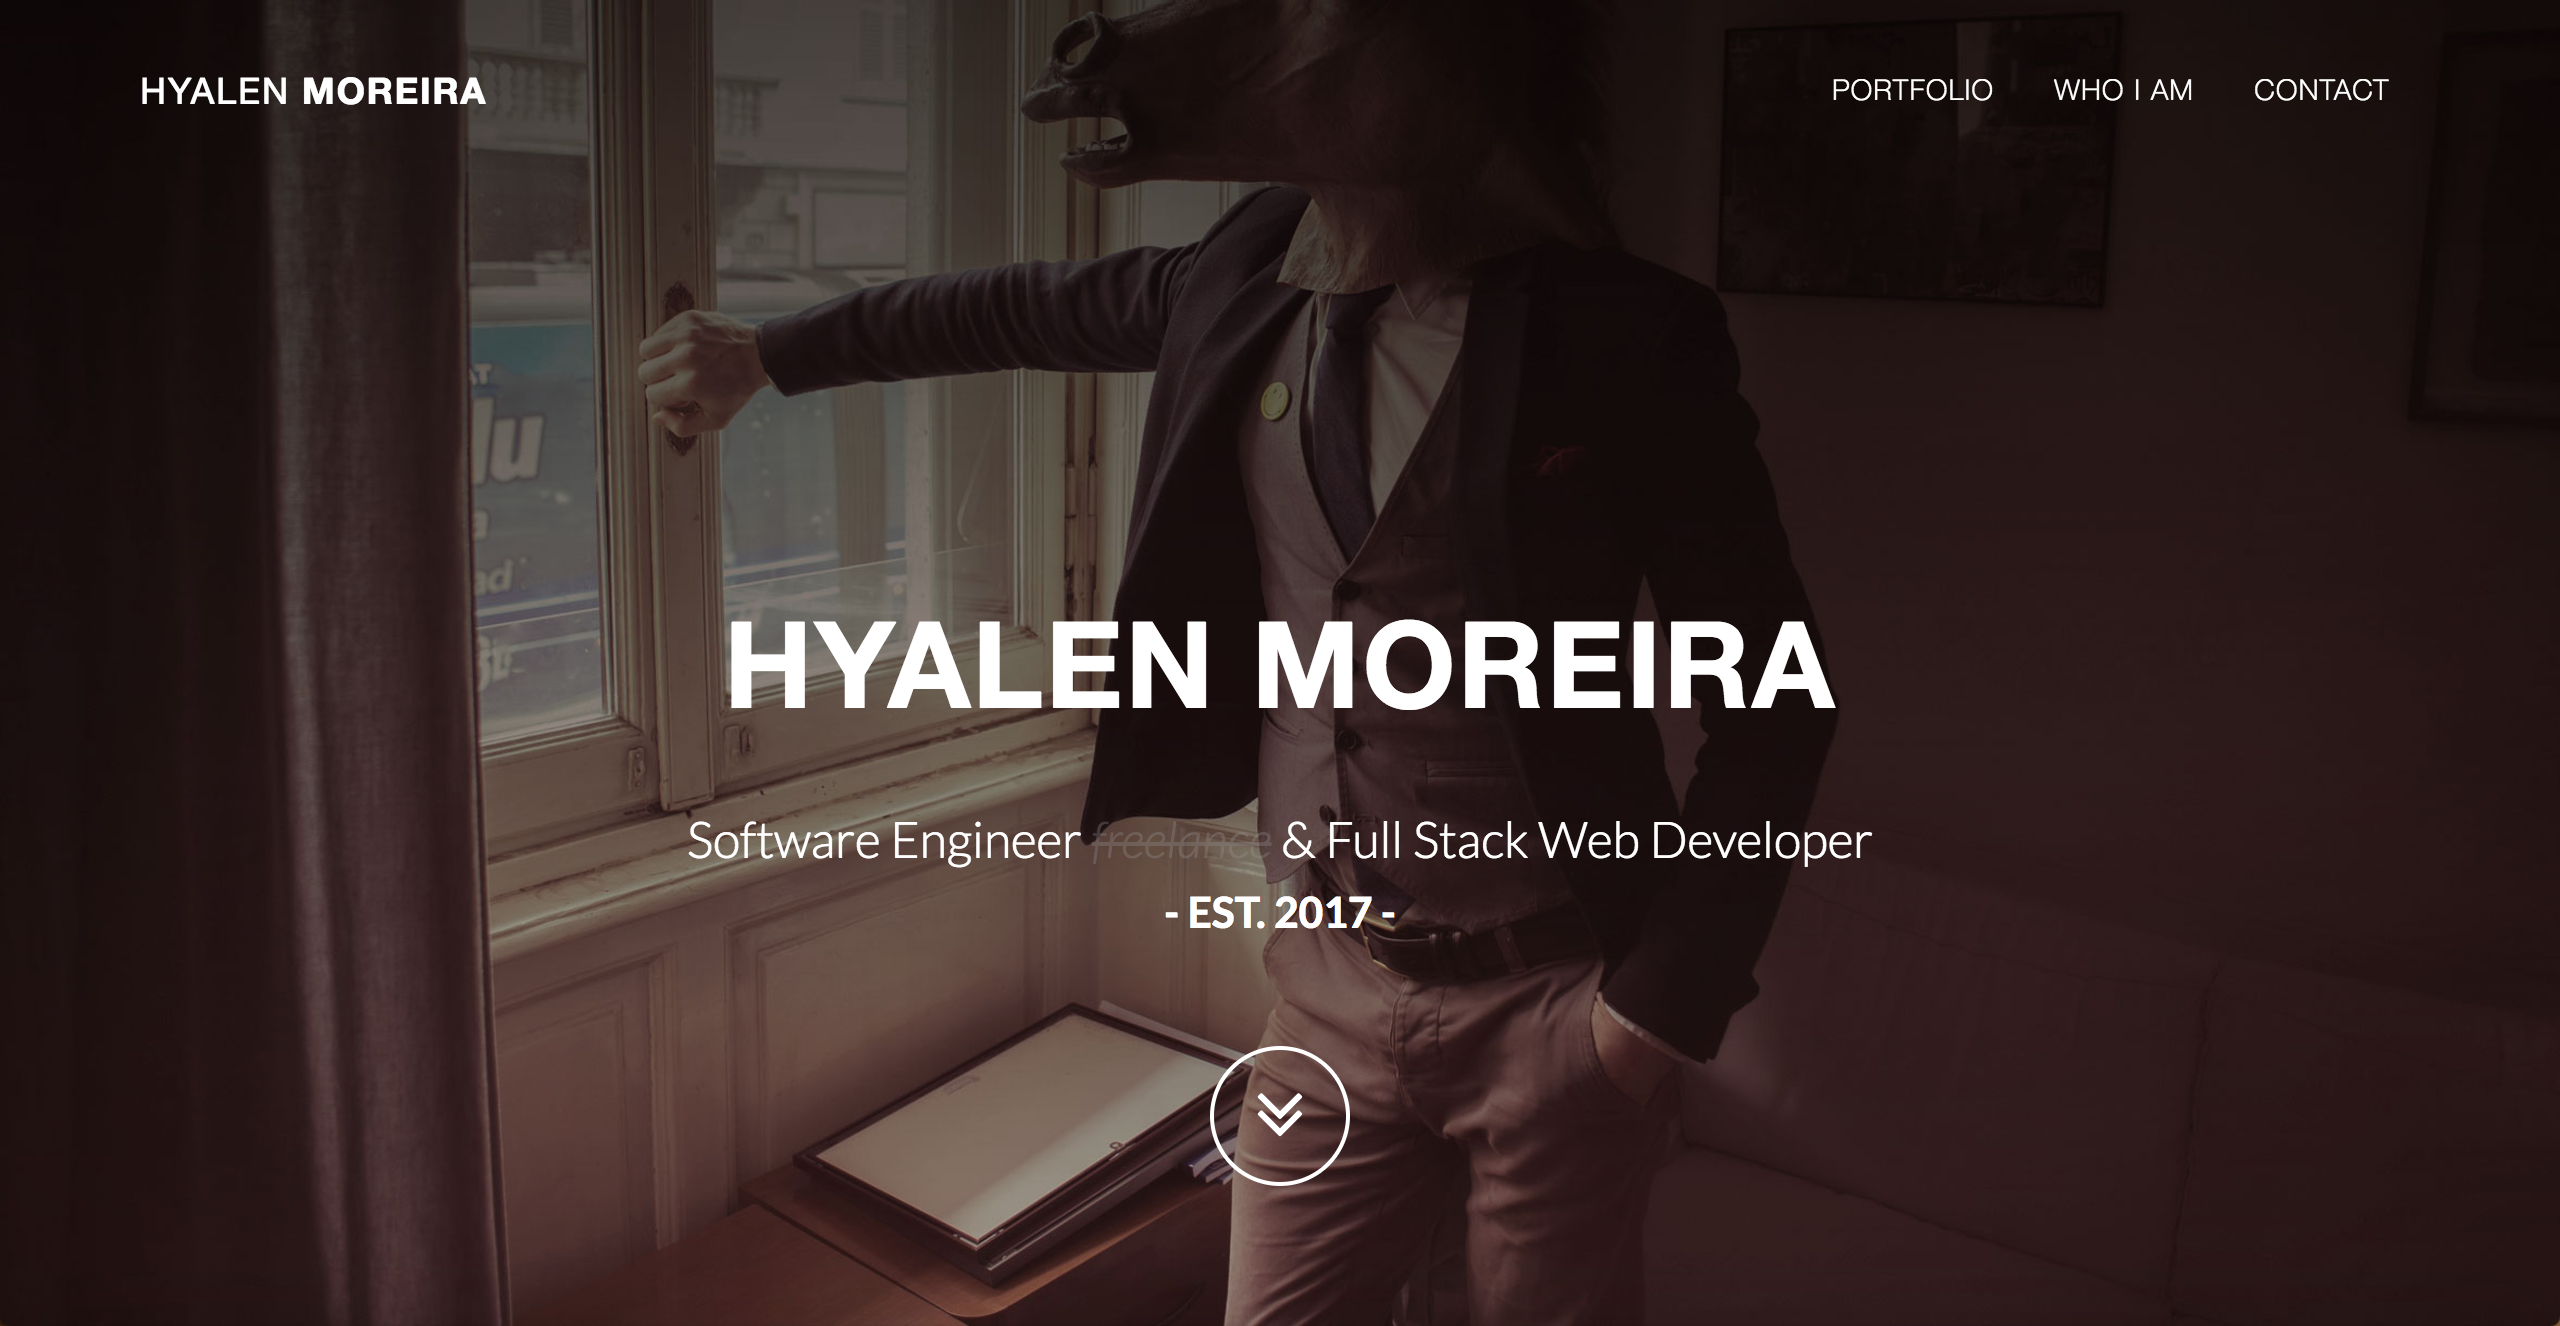 HYALEN MOREIRA
PORTFOLIO WHO I AM CONTACT
HYALEN MOREIRA
Software Engineer freelance & Full Stack Web Developer
- EST. 2017 -